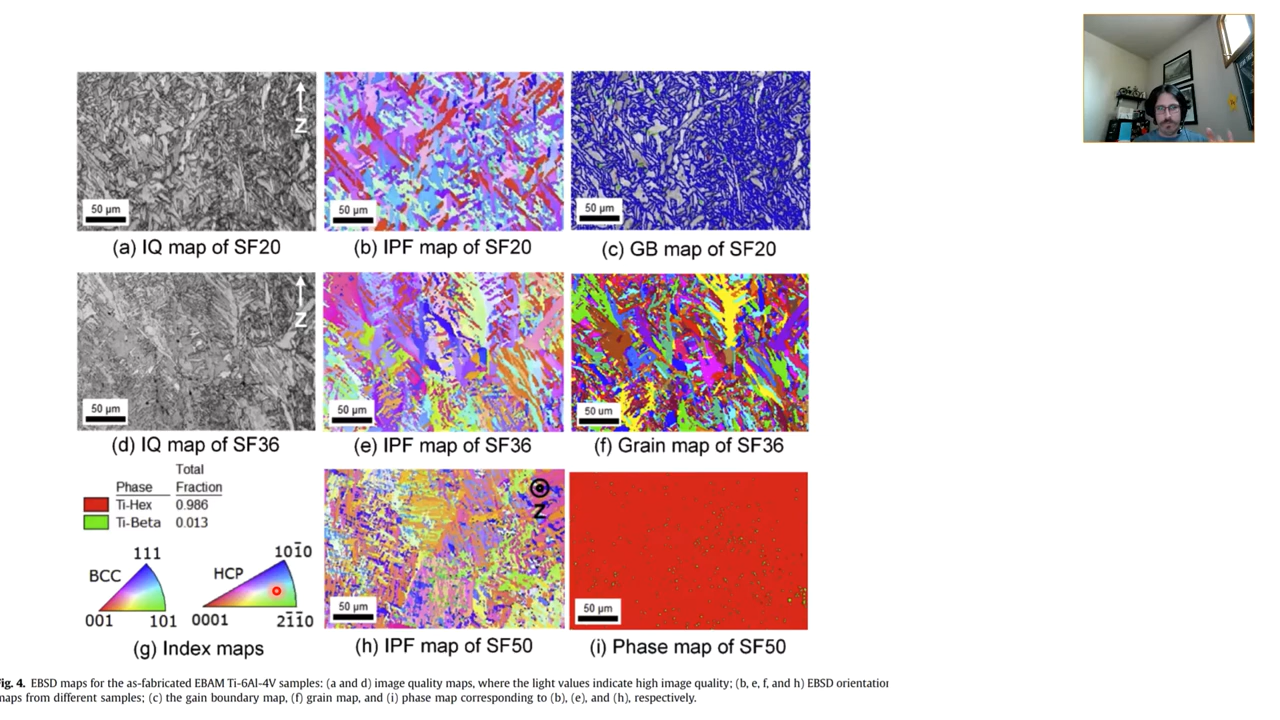 Z
50 µm
50 µm
50 µm
(a) IQ map of SF20
(b) IPF map of SF20
(c) GB map of SF20
Z
50 µm
50 µm
50 um
(d) IQ map of SF36
(e) IPF map of SF36
(f) Grain map of SF36
Total
Phase Fraction
Ti-Hex 0.986
Ti-Beta 0.013
111
BCC
001 101
101̅0
HCP
0001 21̅1̅0
Z
50 µm
50 µm
(g) Index maps
(h) IPF map of SF50
(i) Phase map of SF50
ig. 4. EBSD maps for the as-fabricated EBAM Ti-6Al-4V samples: (a and d) image quality maps, where the light values indicate high image quality; (b, e, f, and h) EBSD orientation
maps from different samples; (c) the gain boundary map, (f) grain map, and (i) phase map corresponding to (b), (e), and (h), respectively.